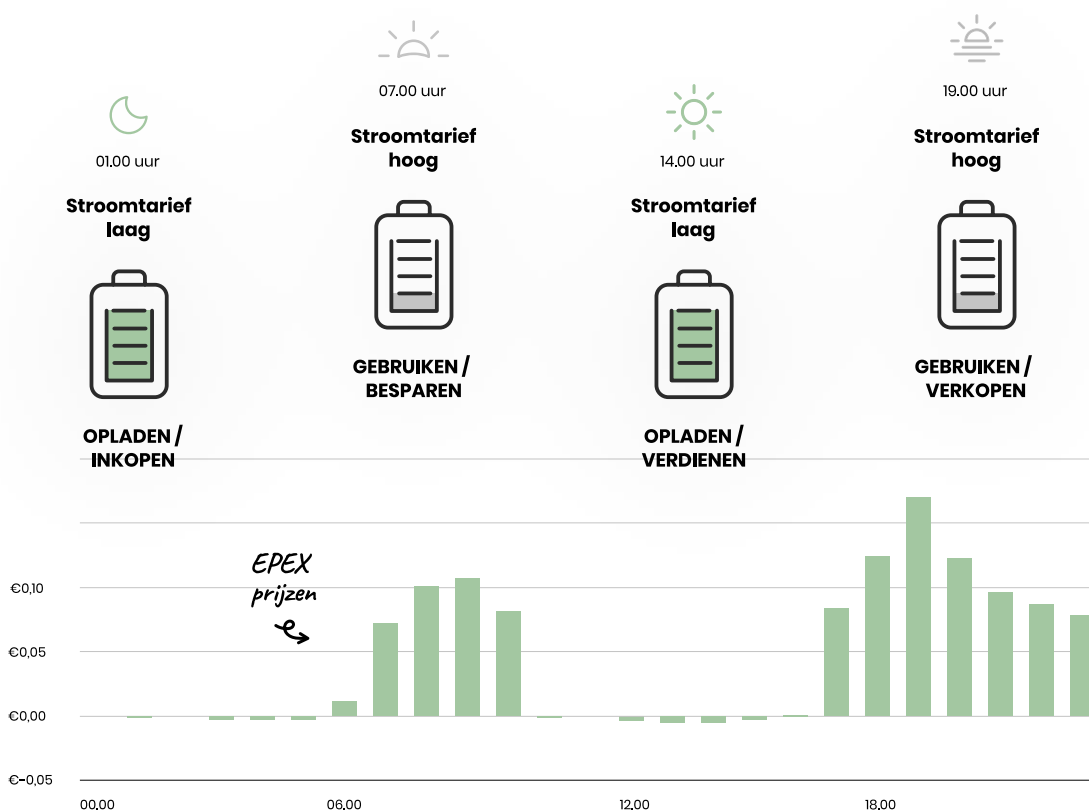 01.00 uur
Stroomtarief
laag
OPLADEN /
INKOPEN
07.00 uur
Stroomtarief
hoog
GEBRUIKEN /
BESPAREN
14.00 uur
Stroomtarief
laag
OPLADEN /
VERDIENEN
19.00 uur
Stroomtarief
hoog
GEBRUIKEN /
VERKOPEN
EPEX
prijzen
€0,10
€0,05
€0,00
€-0,05
00.00
06.00
12.00
18.00